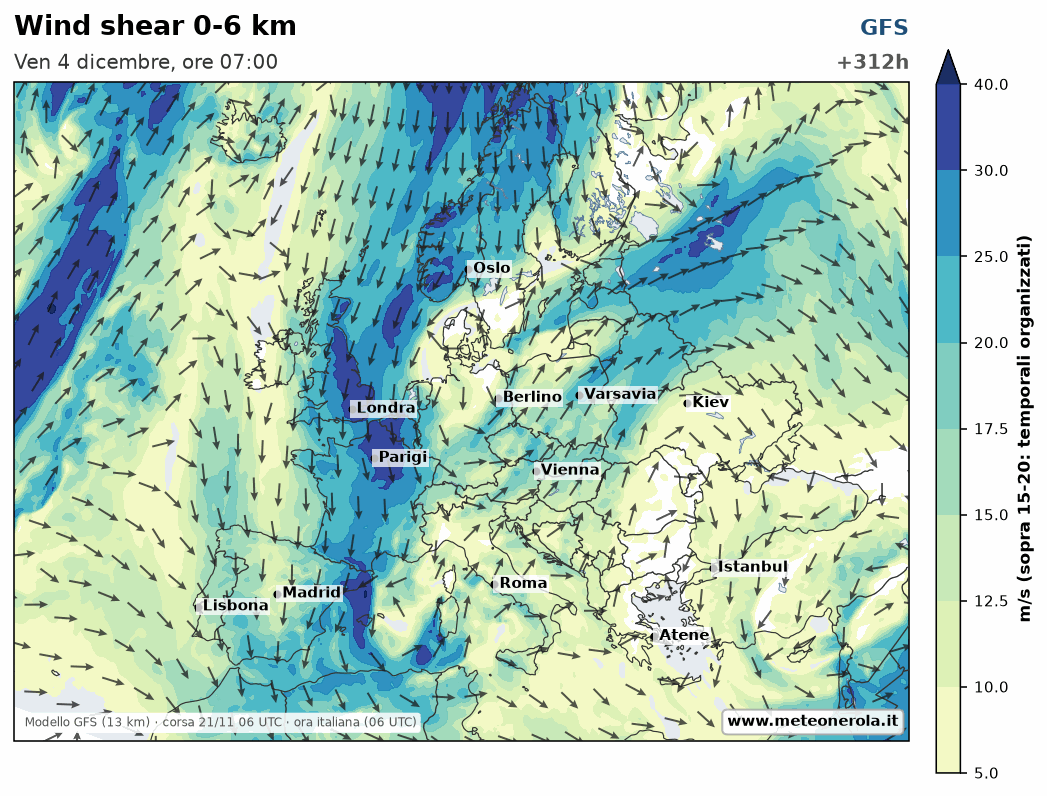 Wind shear 0-6 km
GFS
Ven 4 dicembre, ore 07:00
+312h
40.0
30.0
25.0
20.0
17.5
15.0
12.5
10.0
5.0
m/s (sopra 15-20: temporali organizzati)
Oslo
Londra
Berlino
Varsavia
Kiev
Parigi
Vienna
Istanbul
Roma
Madrid
Lisbona
Atene
Modello GFS (13 km) · corsa 21/11 06 UTC · ora italiana (06 UTC)
www.meteonerola.it